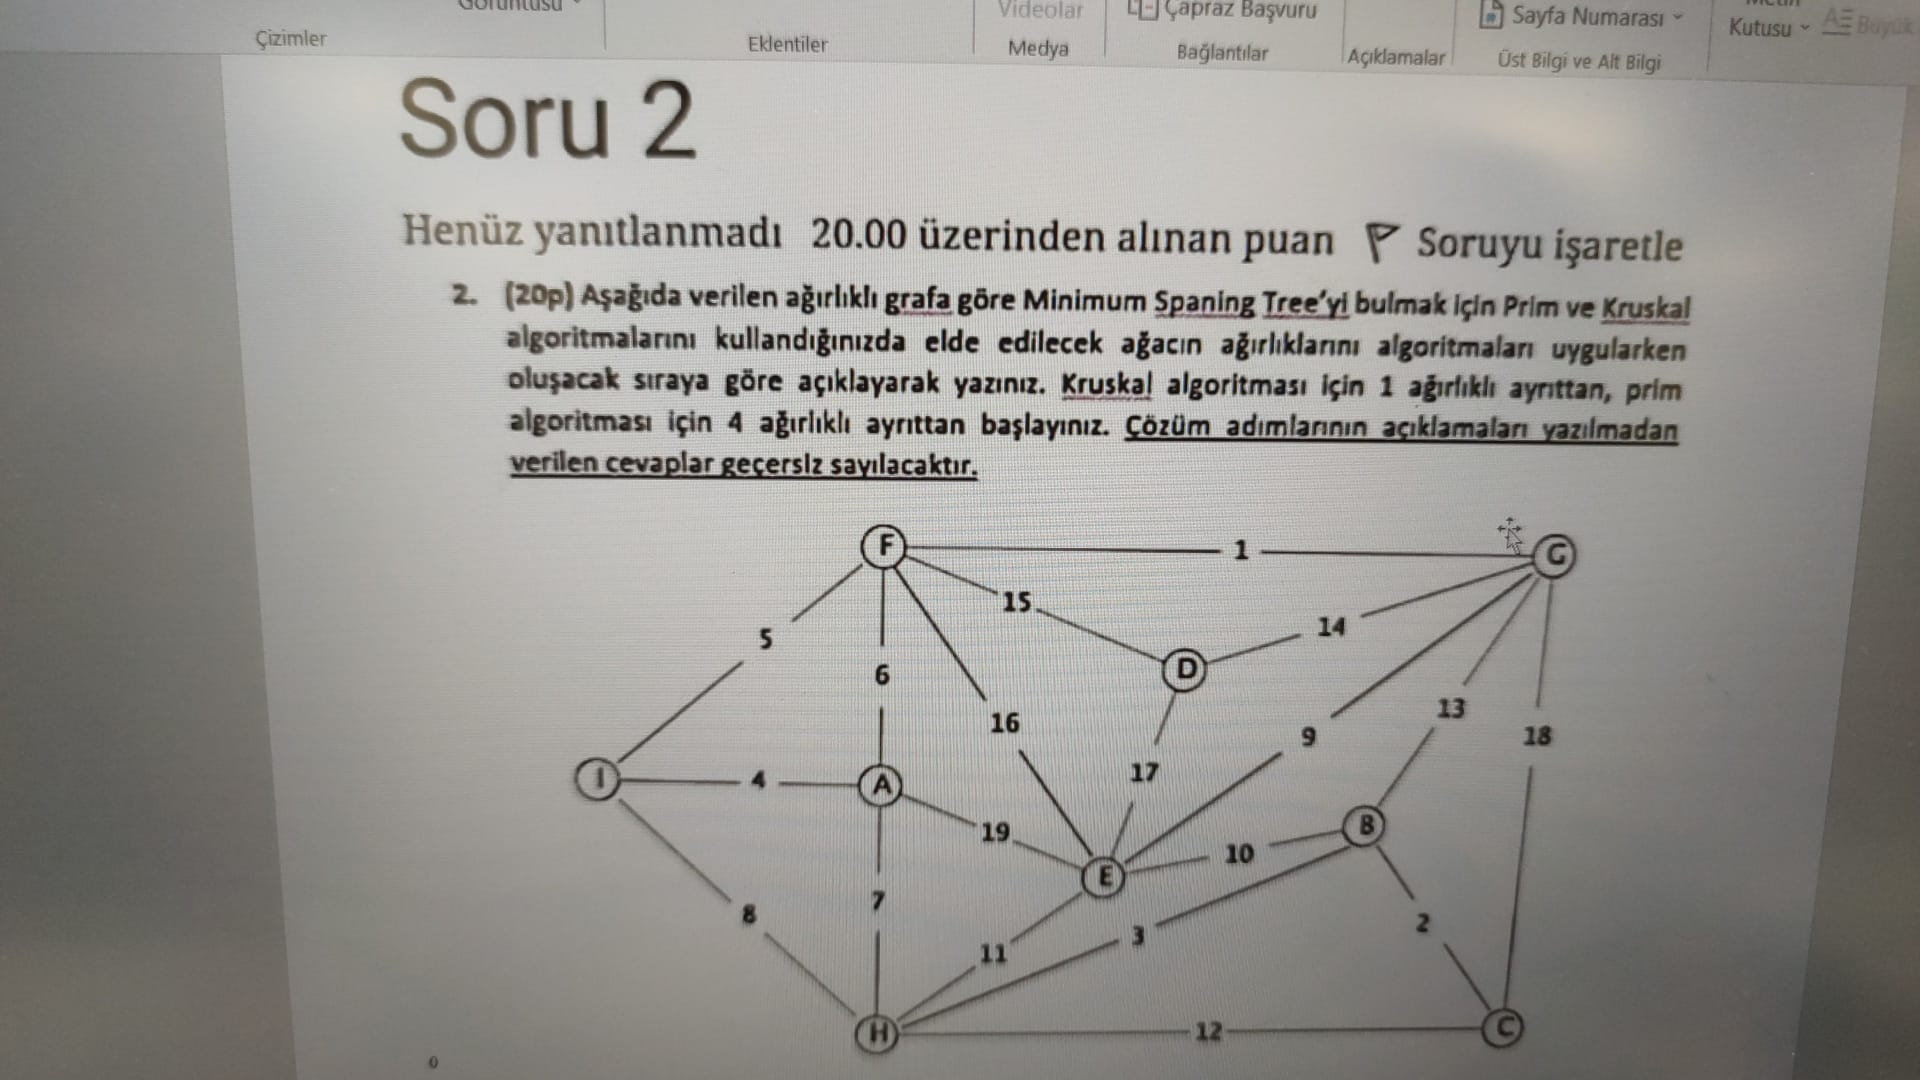 Görüntüsü
Videolar
Çapraz Başvuru
Sayfa Numarası
Metin
Kutusu
Büyük
Çizimler
Eklentiler
Medya
Bağlantılar
Açıklamalar
Üst Bilgi ve Alt Bilgi
Soru 2
Henüz yanıtlanmadı 20.00 üzerinden alınan puan Soruyu işaretle
2. (20p) Aşağıda verilen ağırlıklı grafa göre Minimum Spaning Tree'yi bulmak için Prim ve Kruskal
algoritmalarını kullandığınızda elde edilecek ağacın ağırlıklarını algoritmaları uygularken
oluşacak sıraya göre açıklayarak yazınız. Kruskal algoritması için 1 ağırlıklı ayrıttan, prim
algoritması için 4 ağırlıklı ayrıttan başlayınız. Çözüm adımlarının açıklamaları yazılmadan
verilen cevaplar geçersiz sayılacaktır.
F
1
G
15
14
5
D
6
16
13
9
18
17
I
4
A
19
B
10
E
7
8
2
3
11
H
12
C
0